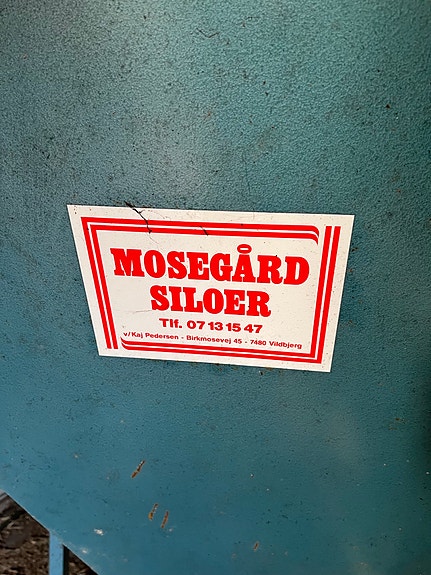 MOSEGÅRD
SILOER
Tlf. 07 13 15 47
v/Kaj Pedersen - Birkmosevej 45 - 7480 Vildbjerg